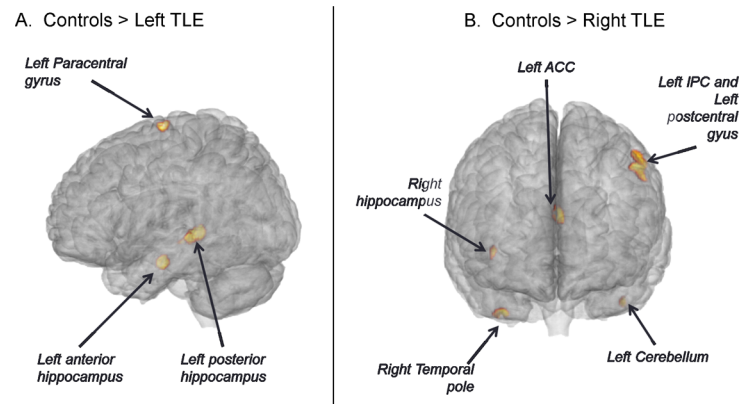 A. Controls > Left TLE
Left Paracentral
gyrus
Left anterior
hippocampus
Left posterior
hippocampus
B. Controls > Right TLE
Left ACC
Left IPC and
Left
postcentral
gyus
Right
hippocampus
Right Temporal
pole
Left Cerebellum